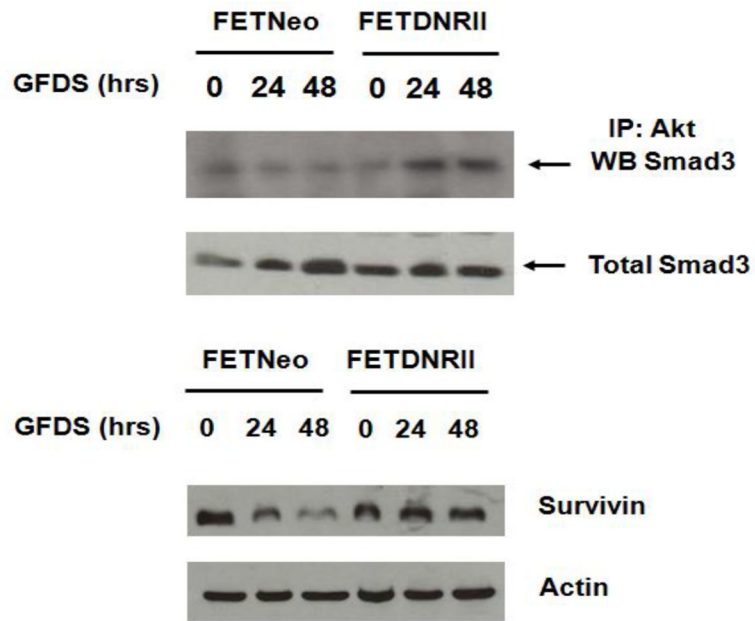 FETNeo FETDNRII
GFDS (hrs) 0 24 48 0 24 48
IP: Akt
WB Smad3
Total Smad3
FETNeo FETDNRII
GFDS (hrs) 0 24 48 0 24 48
Survivin
Actin